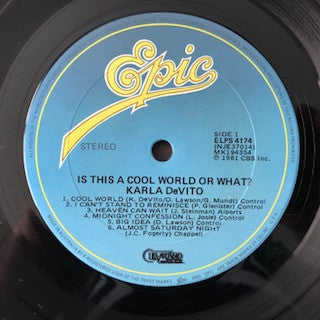 Epic
STEREO
SIDE 1
ELPS 4174
(NJE37014)
MX194354
℗ 1981 CBS Inc.
IS THIS A COOL WORLD OR WHAT?
KARLA DeVITO
1. COOL WORLD (K. DeVito/D. Lawson/G. Mundt) Control
2. I CAN'T STAND TO REMINISCE (P. Glenister) Control
3. HEAVEN CAN WAIT (J. Steinman) Alberts
4. MIDNIGHT CONFESSION (L. Josie) Control
5. BIG IDEA (D. Lawson) Control
6. ALMOST SATURDAY NIGHT
(J.C. Fogerty) Chappell